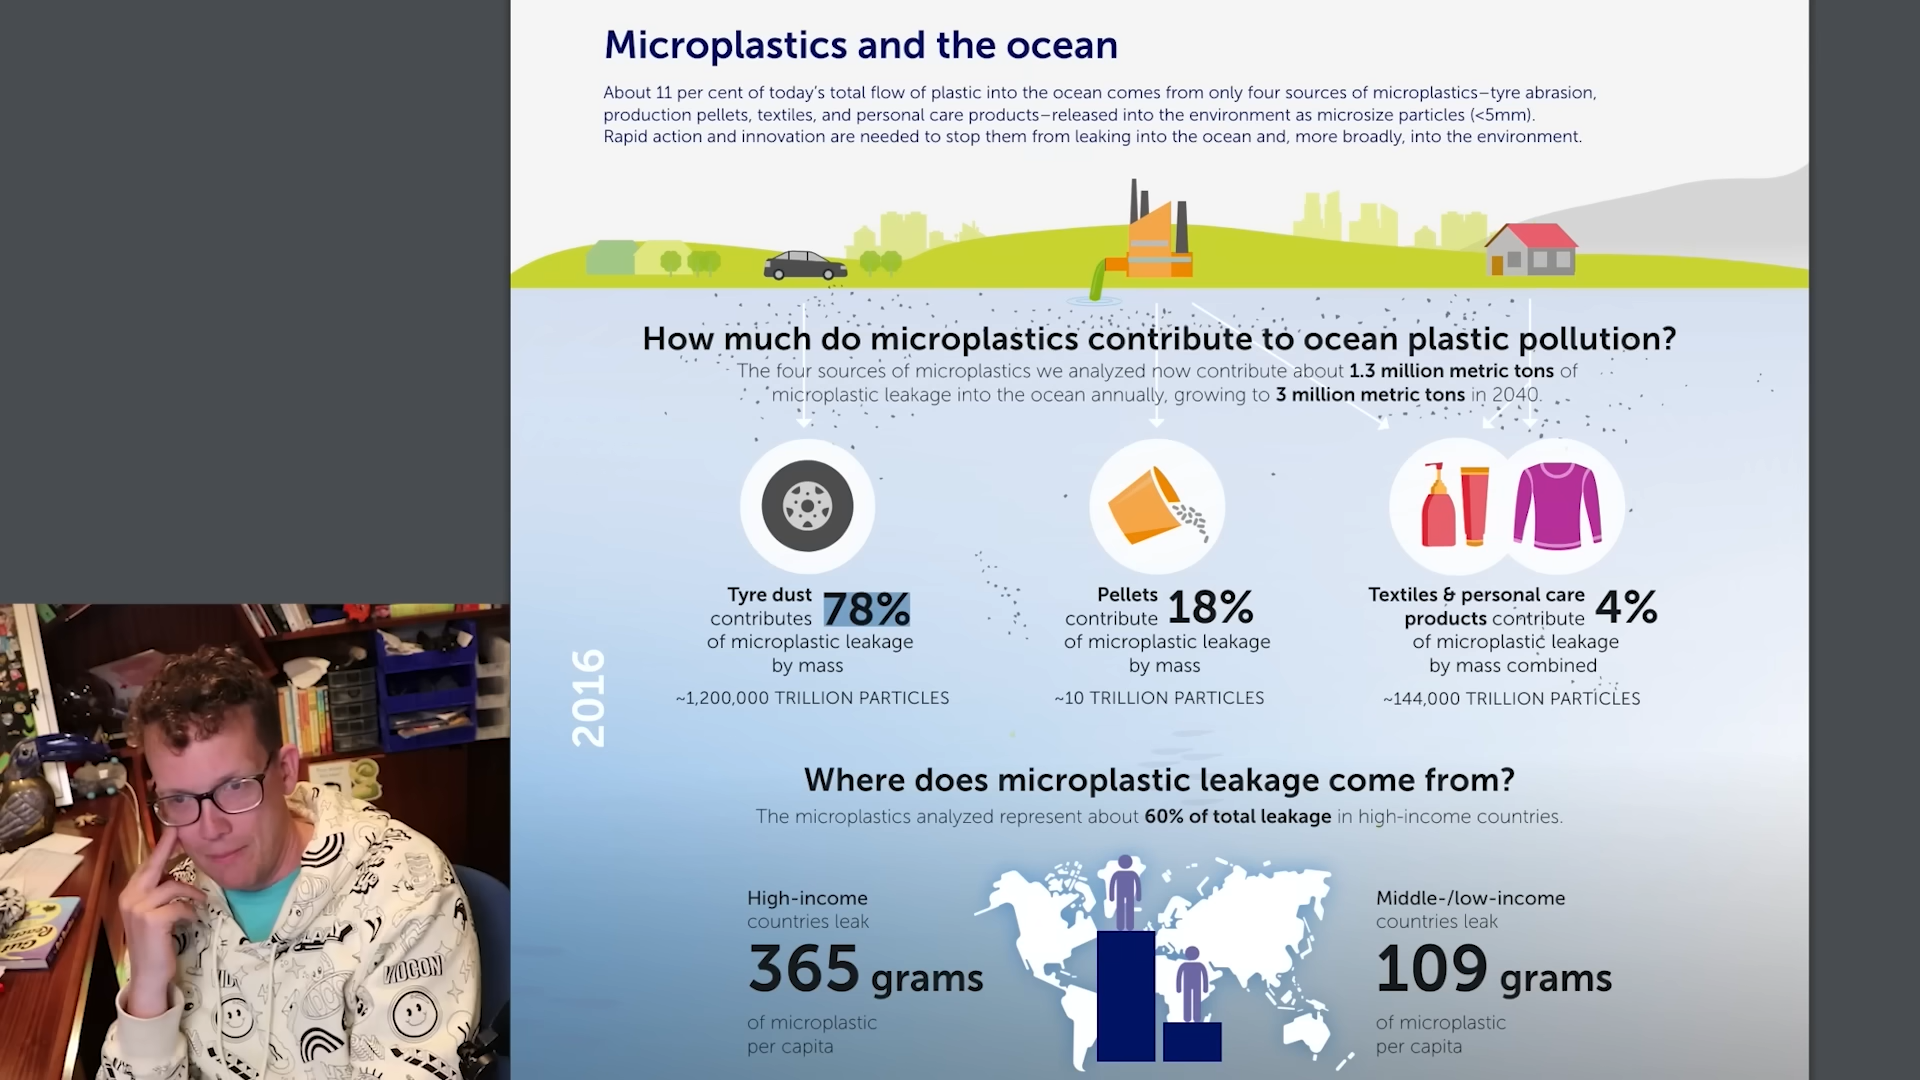 Microplastics and the ocean
About 11 per cent of today's total flow of plastic into the ocean comes from only four sources of microplastics–tyre abrasion,
production pellets, textiles, and personal care products–released into the environment as microsize particles (<5mm).
Rapid action and innovation are needed to stop them from leaking into the ocean and, more broadly, into the environment.
How much do microplastics contribute to ocean plastic pollution?
The four sources of microplastics we analyzed now contribute about 1.3 million metric tons of
microplastic leakage into the ocean annually, growing to 3 million metric tons in 2040.
2016
Tyre dust
contributes 78%
of microplastic leakage
by mass
~1,200,000 TRILLION PARTICLES
Pellets
contribute 18%
of microplastic leakage
by mass
~10 TRILLION PARTICLES
Textiles & personal care
products contribute 4%
of microplastic leakage
by mass combined
~144,000 TRILLION PARTICLES
Where does microplastic leakage come from?
The microplastics analyzed represent about 60% of total leakage in high-income countries.
High-income
countries leak
365 grams
of microplastic
per capita
Middle-/low-income
countries leak
109 grams
of microplastic
per capita